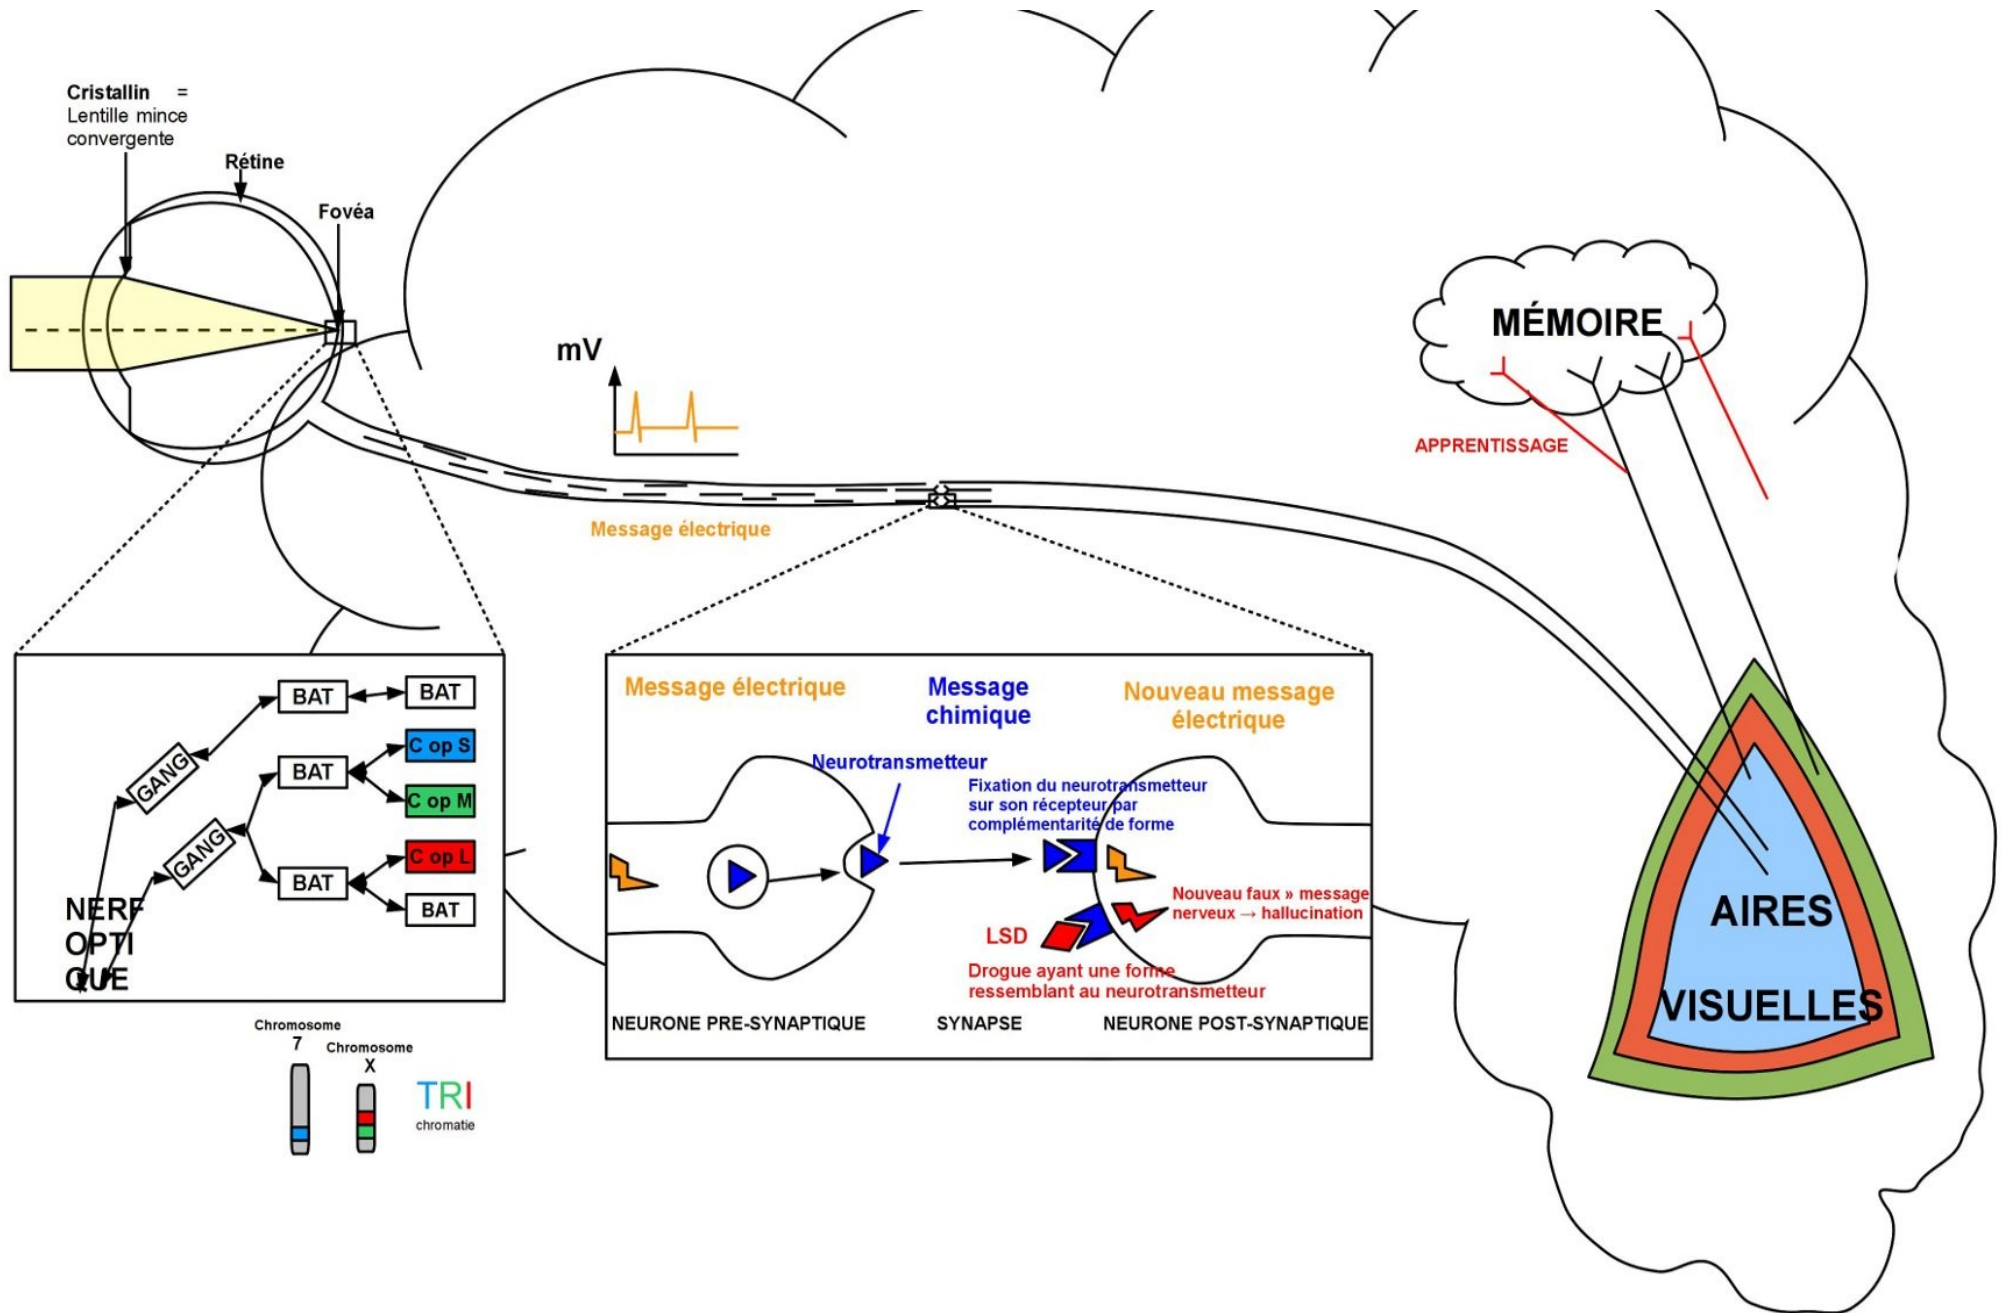 Cristallin =
Lentille mince
convergente
Rétine
Fovéa
mV
Message électrique
MÉMOIRE
APPRENTISSAGE
BAT
BAT
C op S
GANG
BAT
C op M
GANG
C op L
BAT
BAT
NERF
OPTI
QUE
Chromosome
7
Chromosome
X
TRI
chromatie
Message électrique
Message
chimique
Nouveau message
électrique
Neurotransmetteur
Fixation du neurotransmetteur
sur son récepteur par
complémentarité de forme
Nouveau faux » message
nerveux → hallucination
LSD
Drogue ayant une forme
ressemblant au neurotransmetteur
NEURONE PRE-SYNAPTIQUE
SYNAPSE
NEURONE POST-SYNAPTIQUE
AIRES
VISUELLES